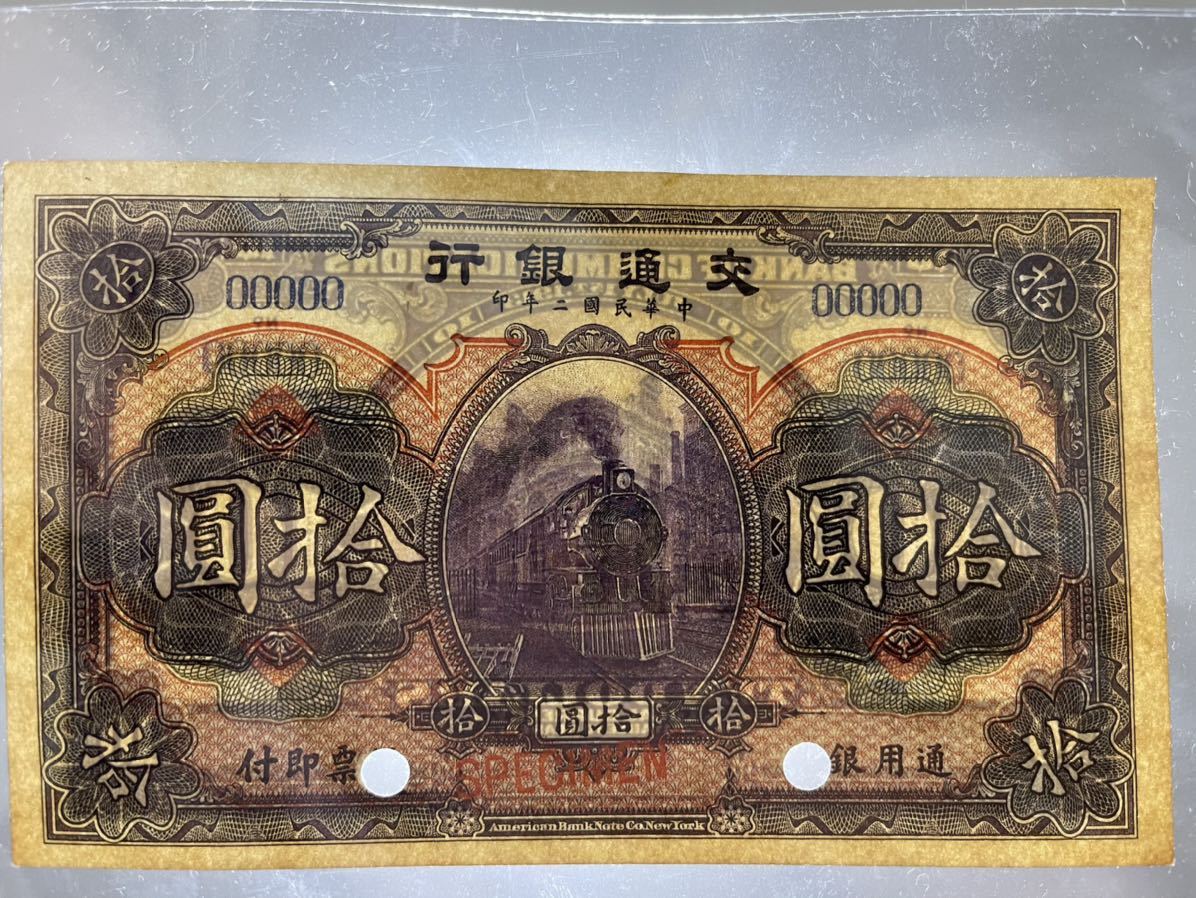 拾
拾
交通銀行
00000
00000
中華民國二年印
拾圓
拾圓
拾
拾圓
拾
通用銀
票即付
SPECIMEN
拾
拾
American Bank Note Co. New York